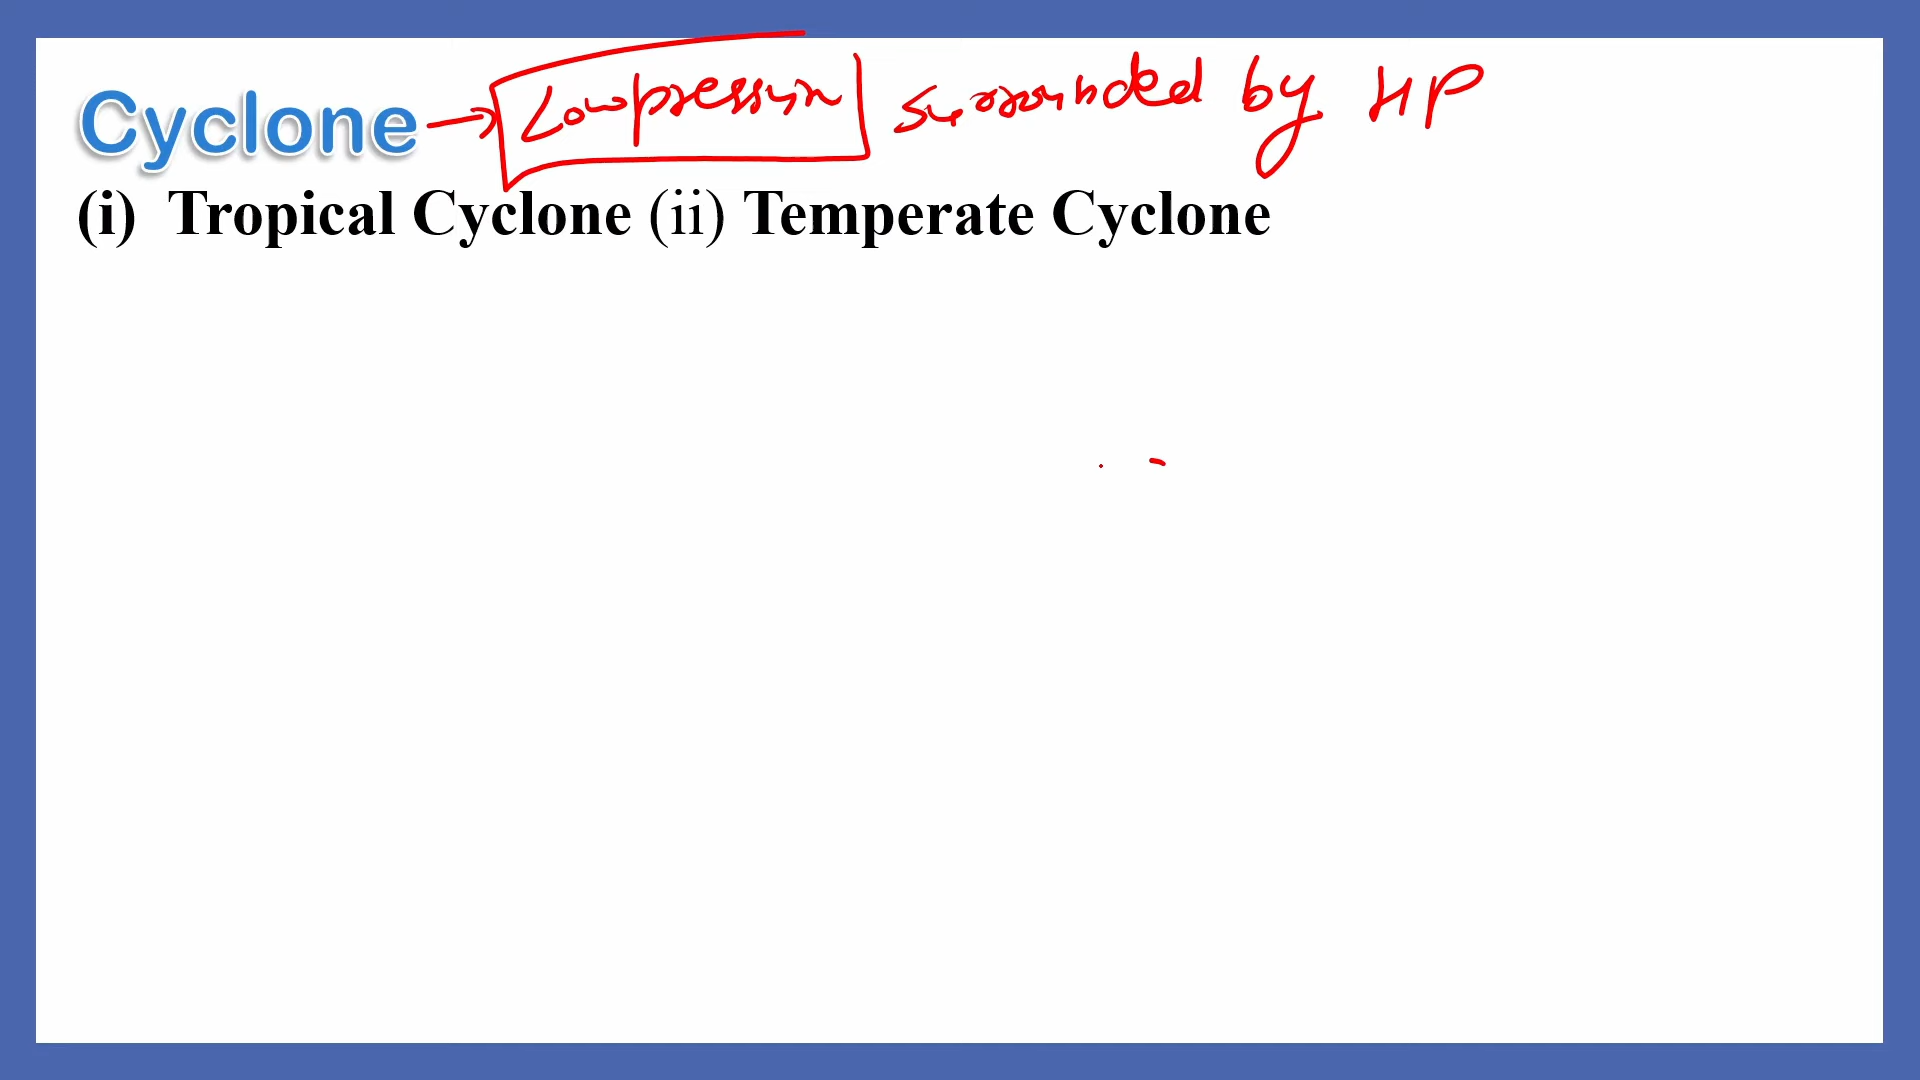 Cyclone → Low pressure surrounded by HP
(i) Tropical Cyclone (ii) Temperate Cyclone